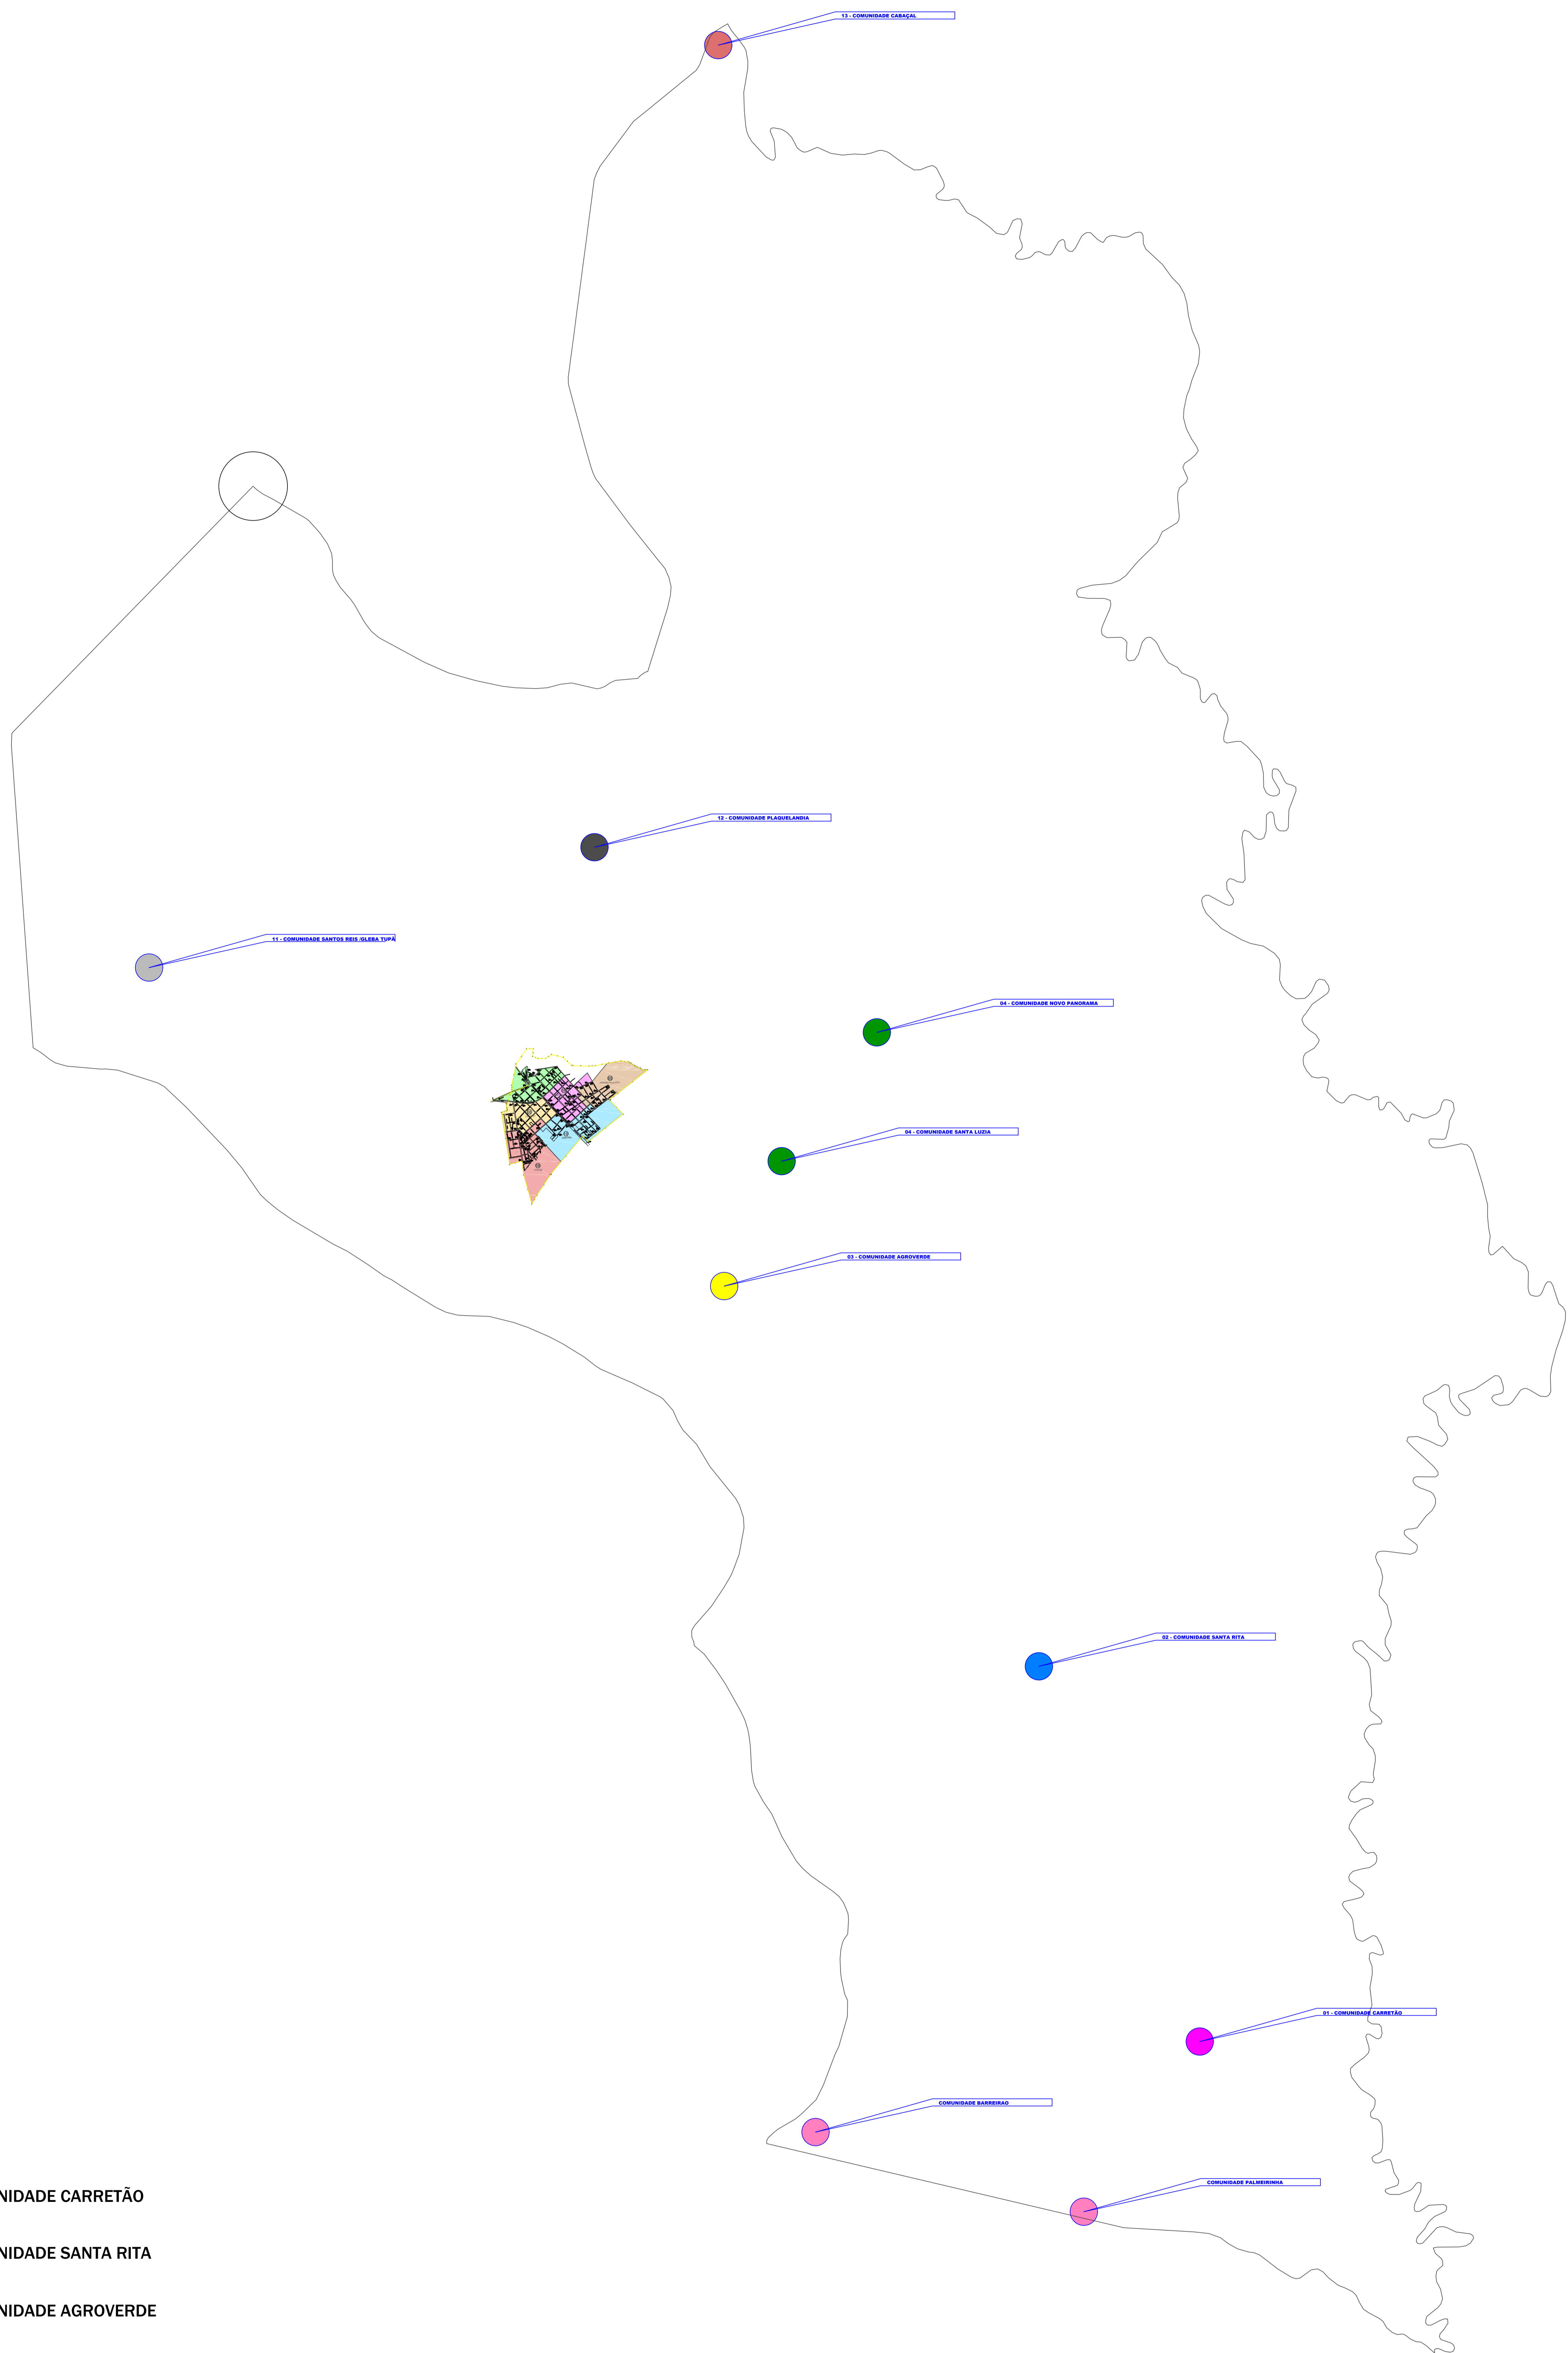 13 - COMUNIDADE CABAÇAL
12 - COMUNIDADE PLAQUELANDIA
11 - COMUNIDADE SANTOS REIS /GLEBA TUPÃ
04 - COMUNIDADE NOVO PANORAMA
04 - COMUNIDADE SANTA LUZIA
03 - COMUNIDADE AGROVERDE
02 - COMUNIDADE SANTA RITA
01 - COMUNIDADE CARRETÃO
COMUNIDADE BARREIRAO
COMUNIDADE PALMEIRINHA
NIDADE CARRETÃO
NIDADE SANTA RITA
NIDADE AGROVERDE